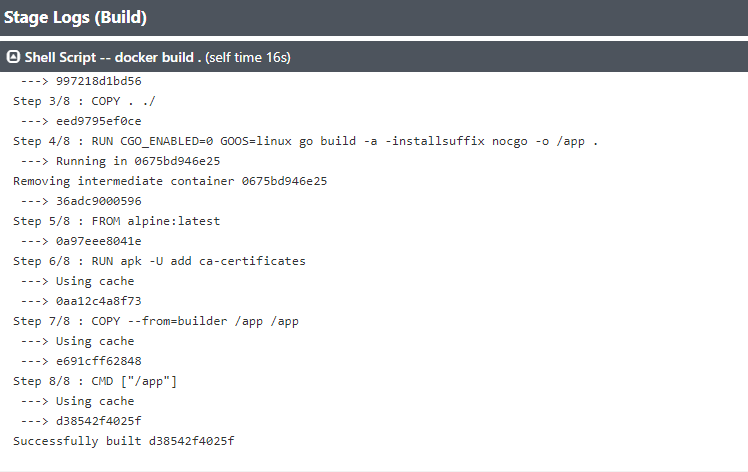 Stage Logs (Build)
Shell Script -- docker build . (self time 16s)
---> 997218d1bd56
Step 3/8 : COPY . ./
---> eed9795ef0ce
Step 4/8 : RUN CGO_ENABLED=0 GOOS=linux go build -a -installsuffix nocgo -o /app .
---> Running in 0675bd946e25
Removing intermediate container 0675bd946e25
---> 36adc9000596
Step 5/8 : FROM alpine:latest
---> 0a97eee8041e
Step 6/8 : RUN apk -U add ca-certificates
---> Using cache
---> 0aa12c4a8f73
Step 7/8 : COPY --from=builder /app /app
---> Using cache
---> e691cff62848
Step 8/8 : CMD ["/app"]
---> Using cache
---> d38542f4025f
Successfully built d38542f4025f